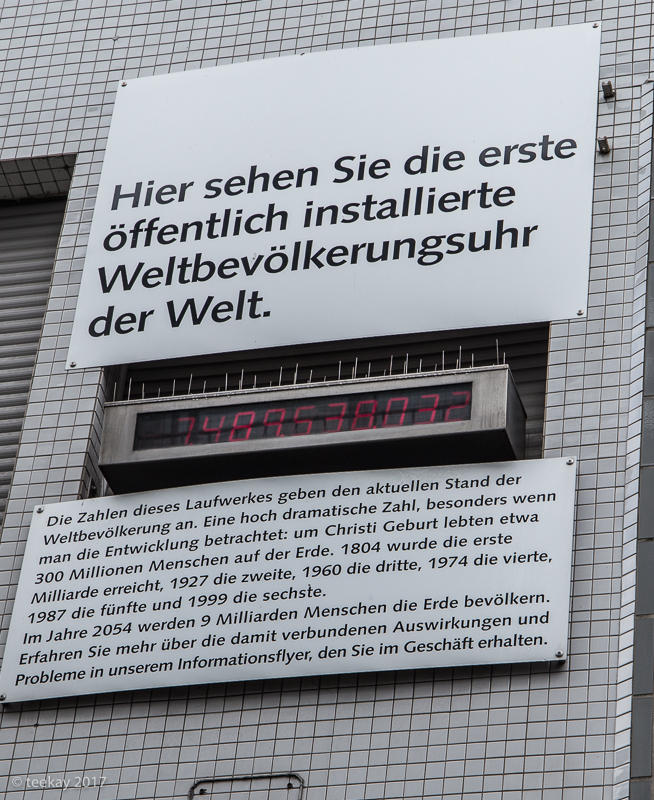 Hier sehen Sie die erste
öffentlich installierte
Weltbevölkerungsuhr
der Welt.
7.489.538.032
Die Zahlen dieses Laufwerkes geben den aktuellen Stand der
Weltbevölkerung an. Eine hoch dramatische Zahl, besonders wenn
man die Entwicklung betrachtet: um Christi Geburt lebten etwa
300 Millionen Menschen auf der Erde. 1804 wurde die erste
Milliarde erreicht, 1927 die zweite, 1960 die dritte, 1974 die vierte,
1987 die fünfte und 1999 die sechste.
Im Jahre 2054 werden 9 Milliarden Menschen die Erde bevölkern.
Erfahren Sie mehr über die damit verbundenen Auswirkungen und
Probleme in unserem Informationsflyer, den Sie im Geschäft erhalten.
© teekay 2017